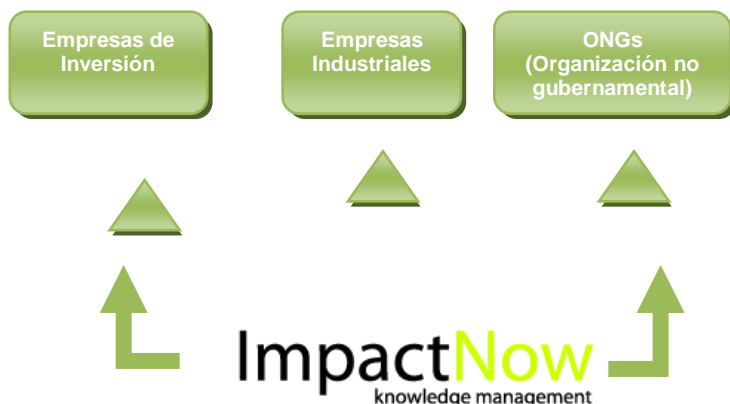 Empresas de
Inversión
Empresas
Industriales
ONGs
(Organización no
gubernamental)
ImpactNow
knowledge management